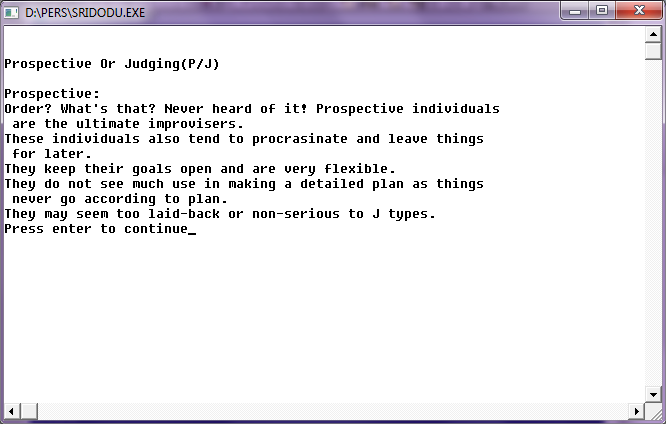 D:\PERS\SRIDODU.EXE
Prospective Or Judging(P/J)
Prospective:
Order? What's that? Never heard of it! Prospective individuals
are the ultimate improvisers.
These individuals also tend to procrasinate and leave things
for later.
They keep their goals open and are very flexible.
They do not see much use in making a detailed plan as things
never go according to plan.
They may seem too laid-back or non-serious to J types.
Press enter to continue_